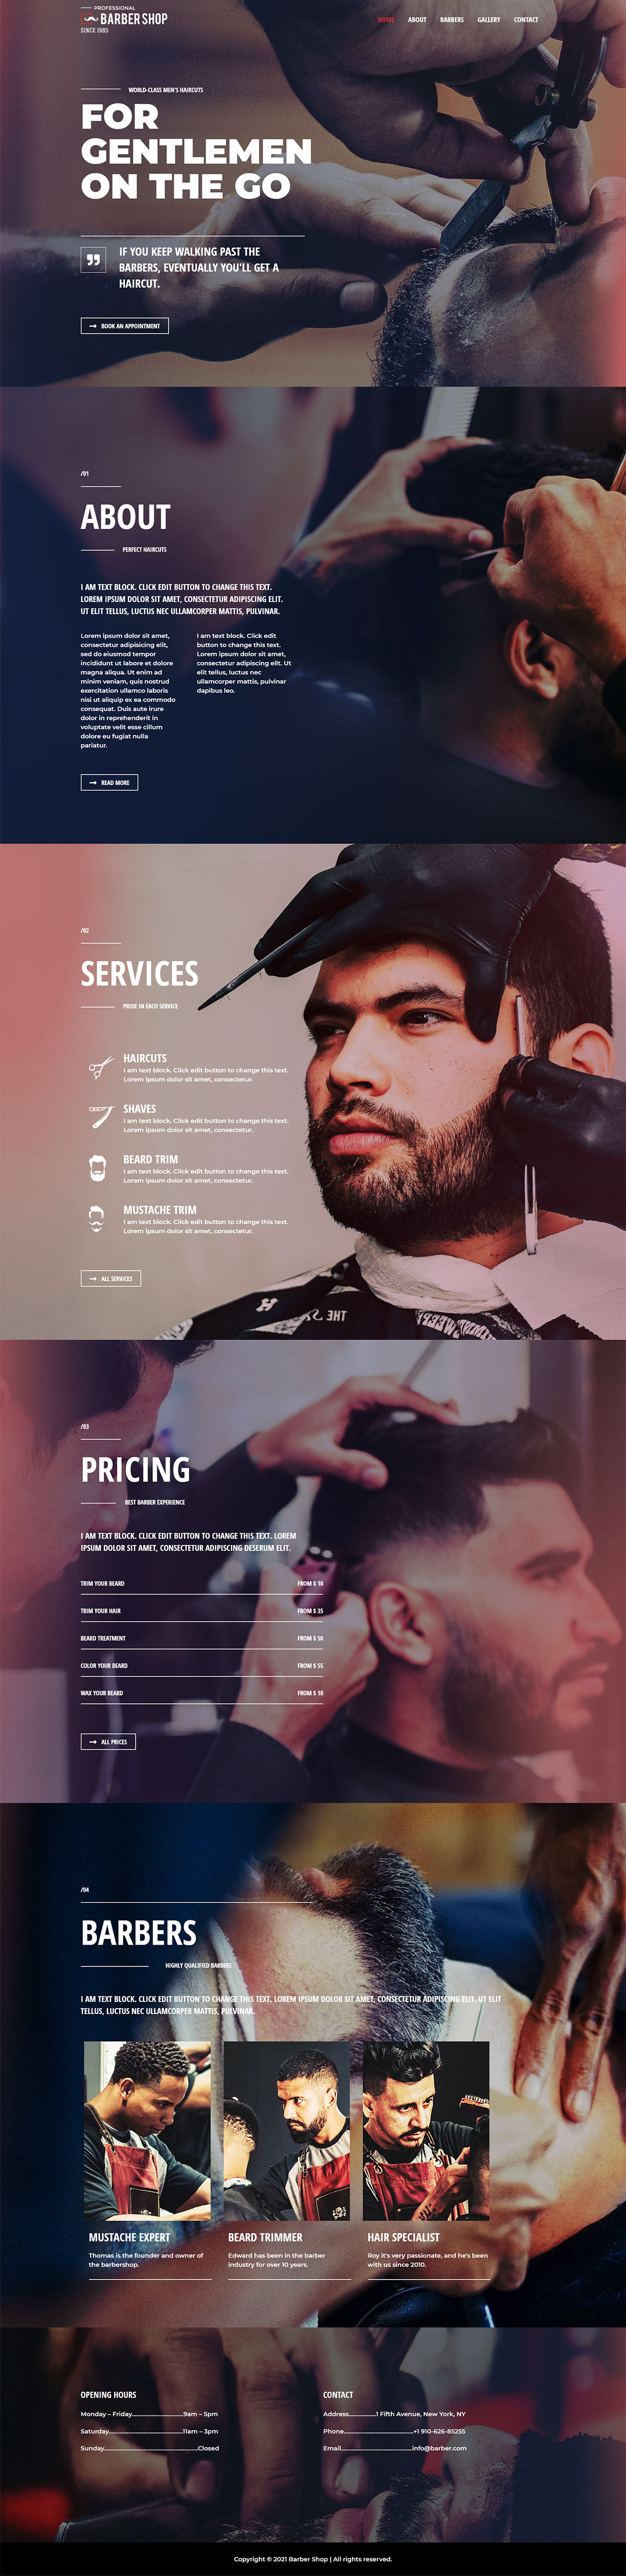 PROFESSIONAL
BARBER SHOP
SINCE 1985
HOME ABOUT BARBERS GALLERY CONTACT
WORLD-CLASS MEN'S HAIRCUTS
FOR
GENTLEMEN
ON THE GO
IF YOU KEEP WALKING PAST THE
BARBERS, EVENTUALLY YOU'LL GET A
HAIRCUT.
BOOK AN APPOINTMENT
/01
ABOUT
PERFECT HAIRCUTS
I AM TEXT BLOCK. CLICK EDIT BUTTON TO CHANGE THIS TEXT.
LOREM IPSUM DOLOR SIT AMET, CONSECTETUR ADIPISCING ELIT.
UT ELIT TELLUS, LUCTUS NEC ULLAMCORPER MATTIS, PULVINAR.
Lorem ipsum dolor sit amet,
consectetur adipisicing elit,
sed do eiusmod tempor
incididunt ut labore et dolore
magna aliqua. Ut enim ad
minim veniam, quis nostrud
exercitation ullamco laboris
nisi ut aliquip ex ea commodo
consequat. Duis aute irure
dolor in reprehenderit in
voluptate velit esse cillum
dolore eu fugiat nulla
pariatur.
I am text block. Click edit
button to change this text.
Lorem ipsum dolor sit amet,
consectetur adipiscing elit. Ut
elit tellus, luctus nec
ullamcorper mattis, pulvinar
dapibus leo.
READ MORE
/02
SERVICES
PRIDE IN EACH SERVICE
HAIRCUTS
I am text block. Click edit button to change this text.
Lorem ipsum dolor sit amet, consectetur.
SHAVES
I am text block. Click edit button to change this text.
Lorem ipsum dolor sit amet, consectetur.
BEARD TRIM
I am text block. Click edit button to change this text.
Lorem ipsum dolor sit amet, consectetur.
MUSTACHE TRIM
I am text block. Click edit button to change this text.
Lorem ipsum dolor sit amet, consectetur.
ALL SERVICES
THE
/03
PRICING
BEST BARBER EXPERIENCE
I AM TEXT BLOCK. CLICK EDIT BUTTON TO CHANGE THIS TEXT. LOREM
IPSUM DOLOR SIT AMET, CONSECTETUR ADIPISCING DESERUM ELIT.
TRIM YOUR BEARD FROM $ 10
TRIM YOUR HAIR FROM $ 35
BEARD TREATMENT FROM $ 50
COLOR YOUR BEARD FROM $ 55
WAX YOUR BEARD FROM $ 10
ALL PRICES
/04
BARBERS
HIGHLY QUALIFIED BARBERS
I AM TEXT BLOCK. CLICK EDIT BUTTON TO CHANGE THIS TEXT. LOREM IPSUM DOLOR SIT AMET, CONSECTETUR ADIPISCING ELIT. UT ELIT
TELLUS, LUCTUS NEC ULLAMCORPER MATTIS, PULVINAR.
MUSTACHE EXPERT
Thomas is the founder and owner of
the barbershop.
BEARD TRIMMER
Edward has been in the barber
industry for over 10 years.
HAIR SPECIALIST
Roy it's very passionate, and he's been
with us since 2010.
OPENING HOURS
Monday – Friday 9am – 5pm
Saturday 11am – 3pm
Sunday Closed
CONTACT
Address 1 Fifth Avenue, New York, NY
Phone +1 910-626-85255
Email info@barber.com
Copyright © 2021 Barber Shop | All rights reserved.